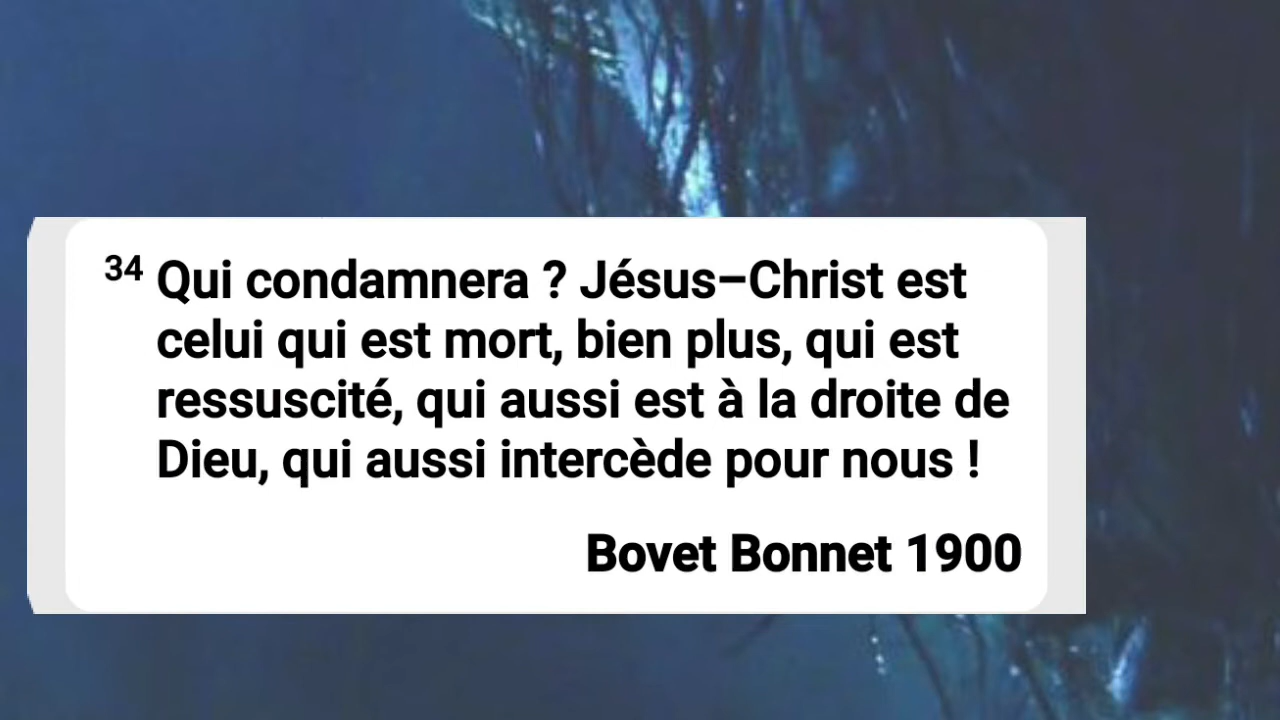 34 Qui condamnera ? Jésus–Christ est
celui qui est mort, bien plus, qui est
ressuscité, qui aussi est à la droite de
Dieu, qui aussi intercède pour nous !
Bovet Bonnet 1900